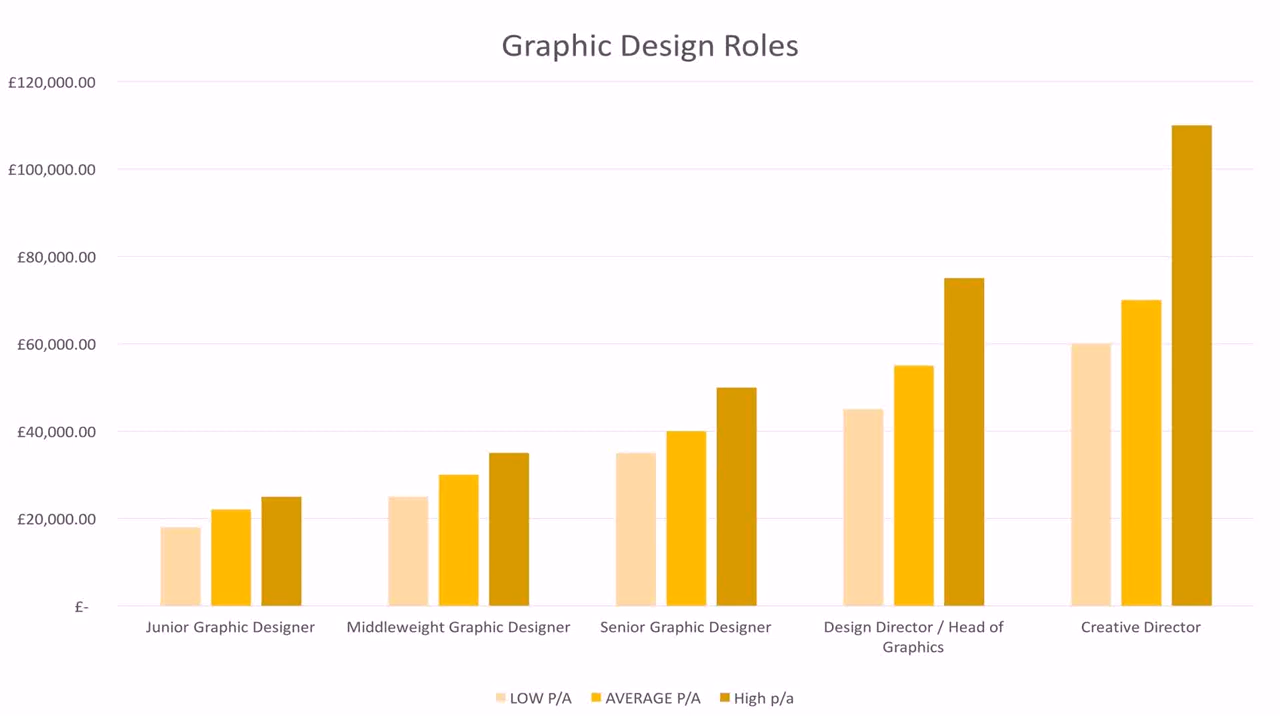 Graphic Design Roles
£120,000.00
£100,000.00
£80,000.00
£60,000.00
£40,000.00
£20,000.00
£-
Junior Graphic Designer
Middleweight Graphic Designer
Senior Graphic Designer
Design Director / Head of
Graphics
Creative Director
LOW P/A
AVERAGE P/A
High p/a